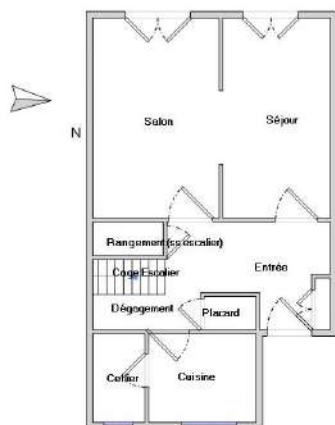 Salon
Séjour
N
Rangement (ss escalier)
Cage Escalier
Entrée
Dégagement
Placard
Cellier
Cuisine